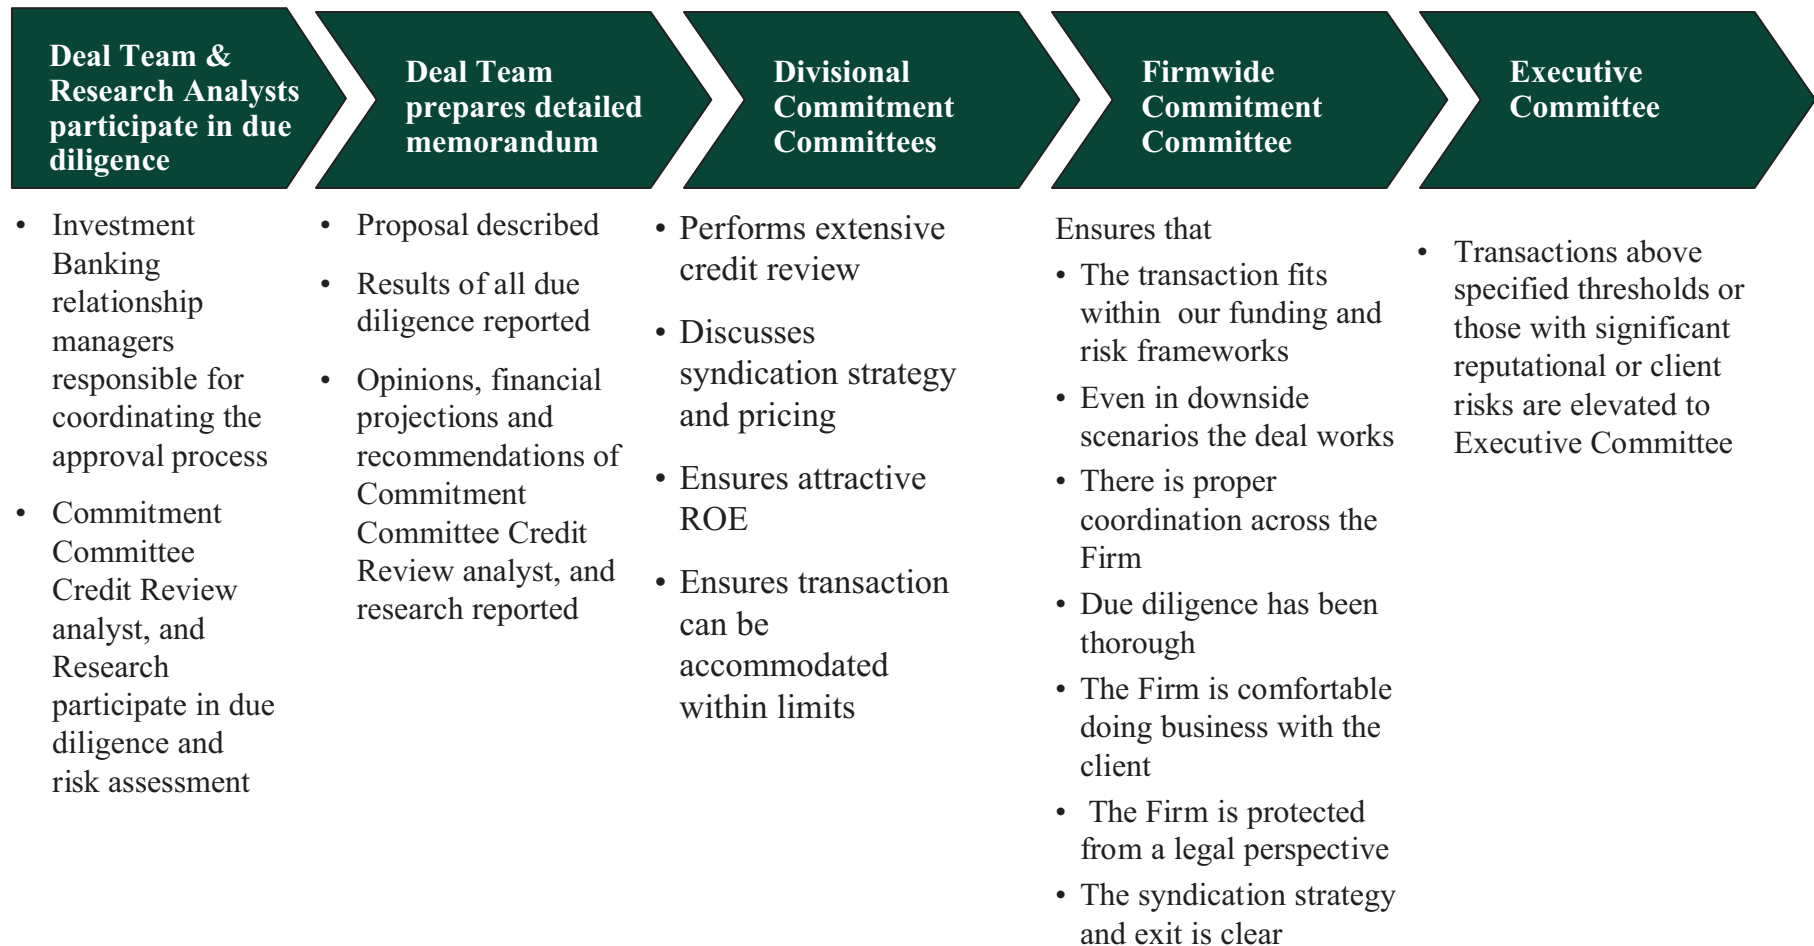 Deal Team &
Research Analysts
participate in due
diligence
Deal Team
prepares detailed
memorandum
Divisional
Commitment
Committees
Firmwide
Commitment
Committee
Executive
Committee
• Investment
Banking
relationship
managers
responsible for
coordinating the
approval process
• Commitment
Committee
Credit Review
analyst, and
Research
participate in due
diligence and
risk assessment
• Proposal described
• Results of all due
diligence reported
• Opinions, financial
projections and
recommendations of
Commitment
Committee Credit
Review analyst, and
research reported
• Performs extensive
credit review
• Discusses
syndication strategy
and pricing
• Ensures attractive
ROE
• Ensures transaction
can be
accommodated
within limits
Ensures that
• The transaction fits
within our funding and
risk frameworks
• Even in downside
scenarios the deal works
• There is proper
coordination across the
Firm
• Due diligence has been
thorough
• The Firm is comfortable
doing business with the
client
• The Firm is protected
from a legal perspective
• The syndication strategy
and exit is clear
• Transactions above
specified thresholds or
those with significant
reputational or client
risks are elevated to
Executive Committee